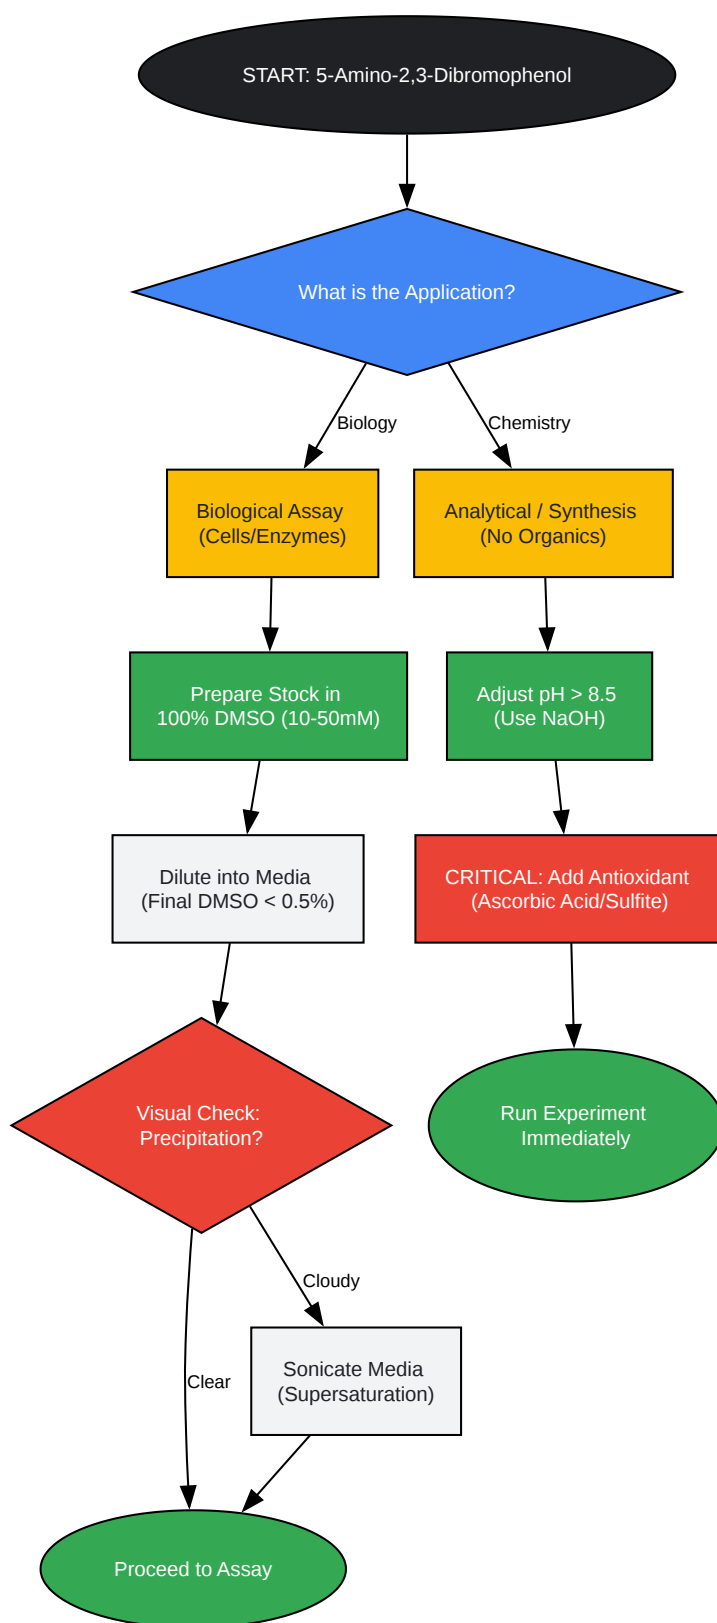 START: 5-Amino-2,3-Dibromophenol
What is the Application?
Biology
Chemistry
Biological Assay
(Cells/Enzymes)
Analytical / Synthesis
(No Organics)
Prepare Stock in
100% DMSO (10-50mM)
Adjust pH > 8.5
(Use NaOH)
Dilute into Media
(Final DMSO < 0.5%)
CRITICAL: Add Antioxidant
(Ascorbic Acid/Sulfite)
Visual Check:
Precipitation?
Run Experiment
Immediately
Cloudy
Clear
Sonicate Media
(Supersaturation)
Proceed to Assay